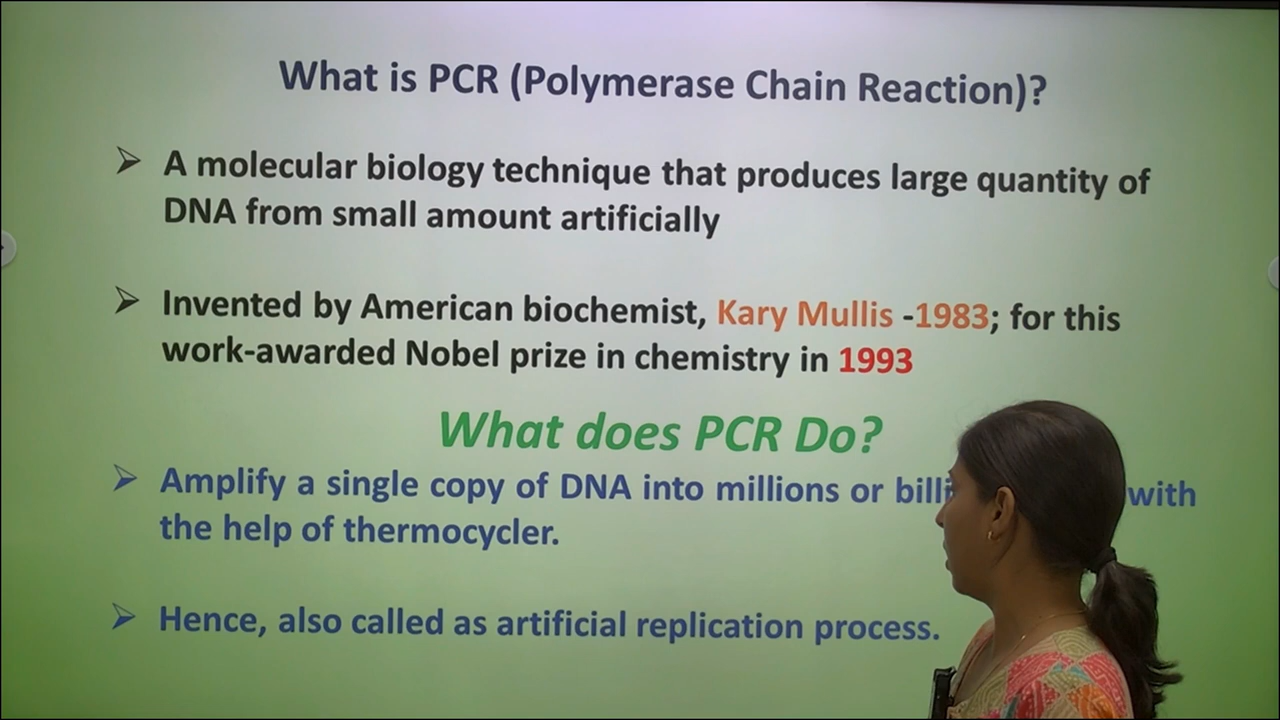 What is PCR (Polymerase Chain Reaction)?
➢ A molecular biology technique that produces large quantity of
DNA from small amount artificially
➢ Invented by American biochemist, Kary Mullis -1983; for this
work-awarded Nobel prize in chemistry in 1993
What does PCR Do?
➢ Amplify a single copy of DNA into millions or with
the help of thermocycler.
➢ Hence, also called as artificial replication process.